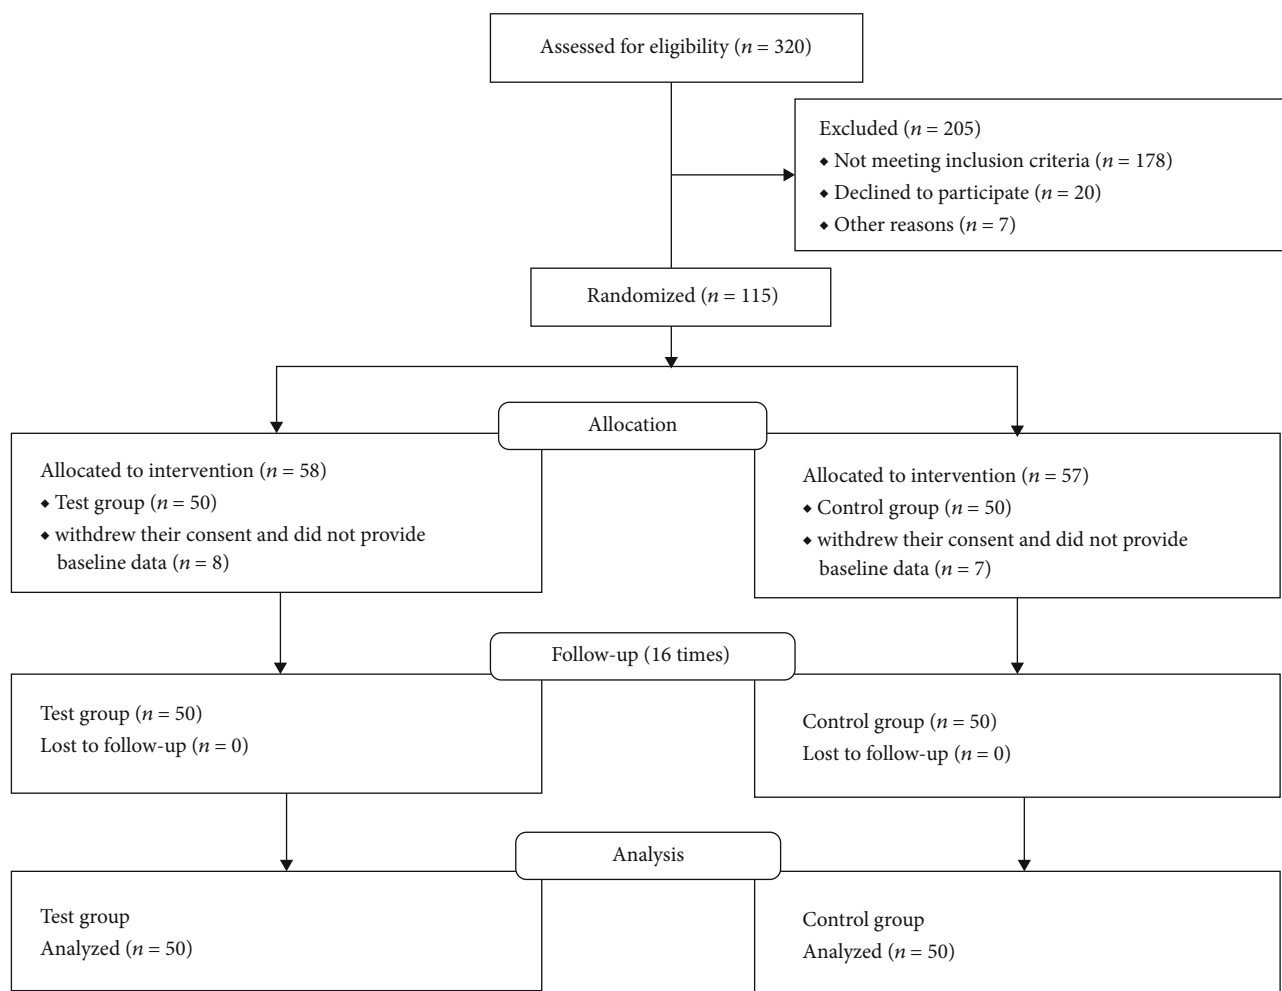 Assessed for eligibility (n = 320)
Excluded (n = 205)
◆ Not meeting inclusion criteria (n = 178)
◆ Declined to participate (n = 20)
◆ Other reasons (n = 7)
Randomized (n = 115)
Allocation
Allocated to intervention (n = 58)
◆ Test group (n = 50)
◆ withdrew their consent and did not provide
baseline data (n = 8)
Allocated to intervention (n = 57)
◆ Control group (n = 50)
◆ withdrew their consent and did not provide
baseline data (n = 7)
Follow-up (16 times)
Test group (n = 50)
Lost to follow-up (n = 0)
Control group (n = 50)
Lost to follow-up (n = 0)
Analysis
Test group
Analyzed (n = 50)
Control group
Analyzed (n = 50)